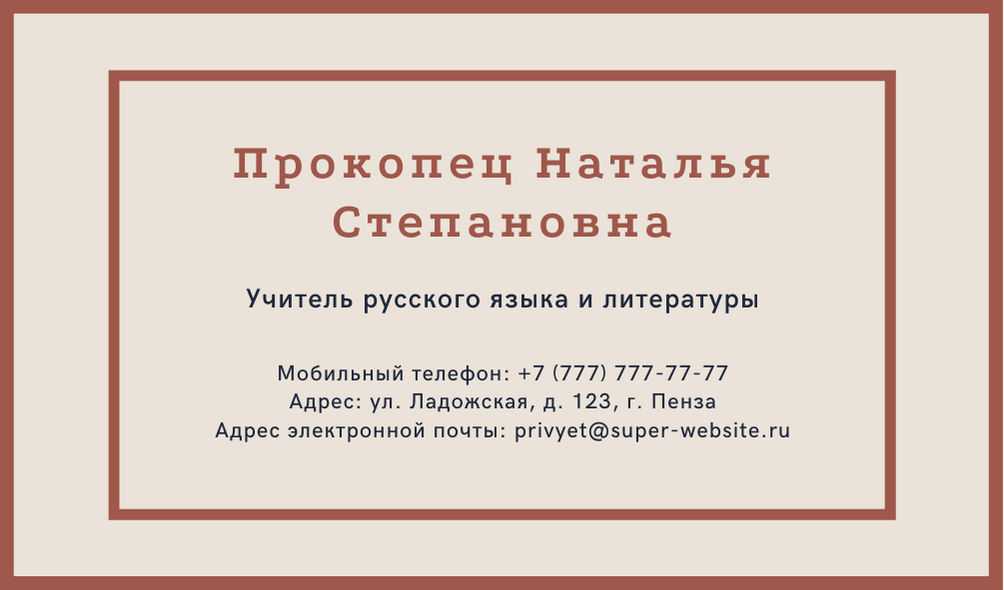 Прокопец Наталья
Степановна
Учитель русского языка и литературы
Мобильный телефон: +7 (777) 777-77-77
Адрес: ул. Ладожская, д. 123, г. Пенза
Адрес электронной почты: privyet@super-website.ru